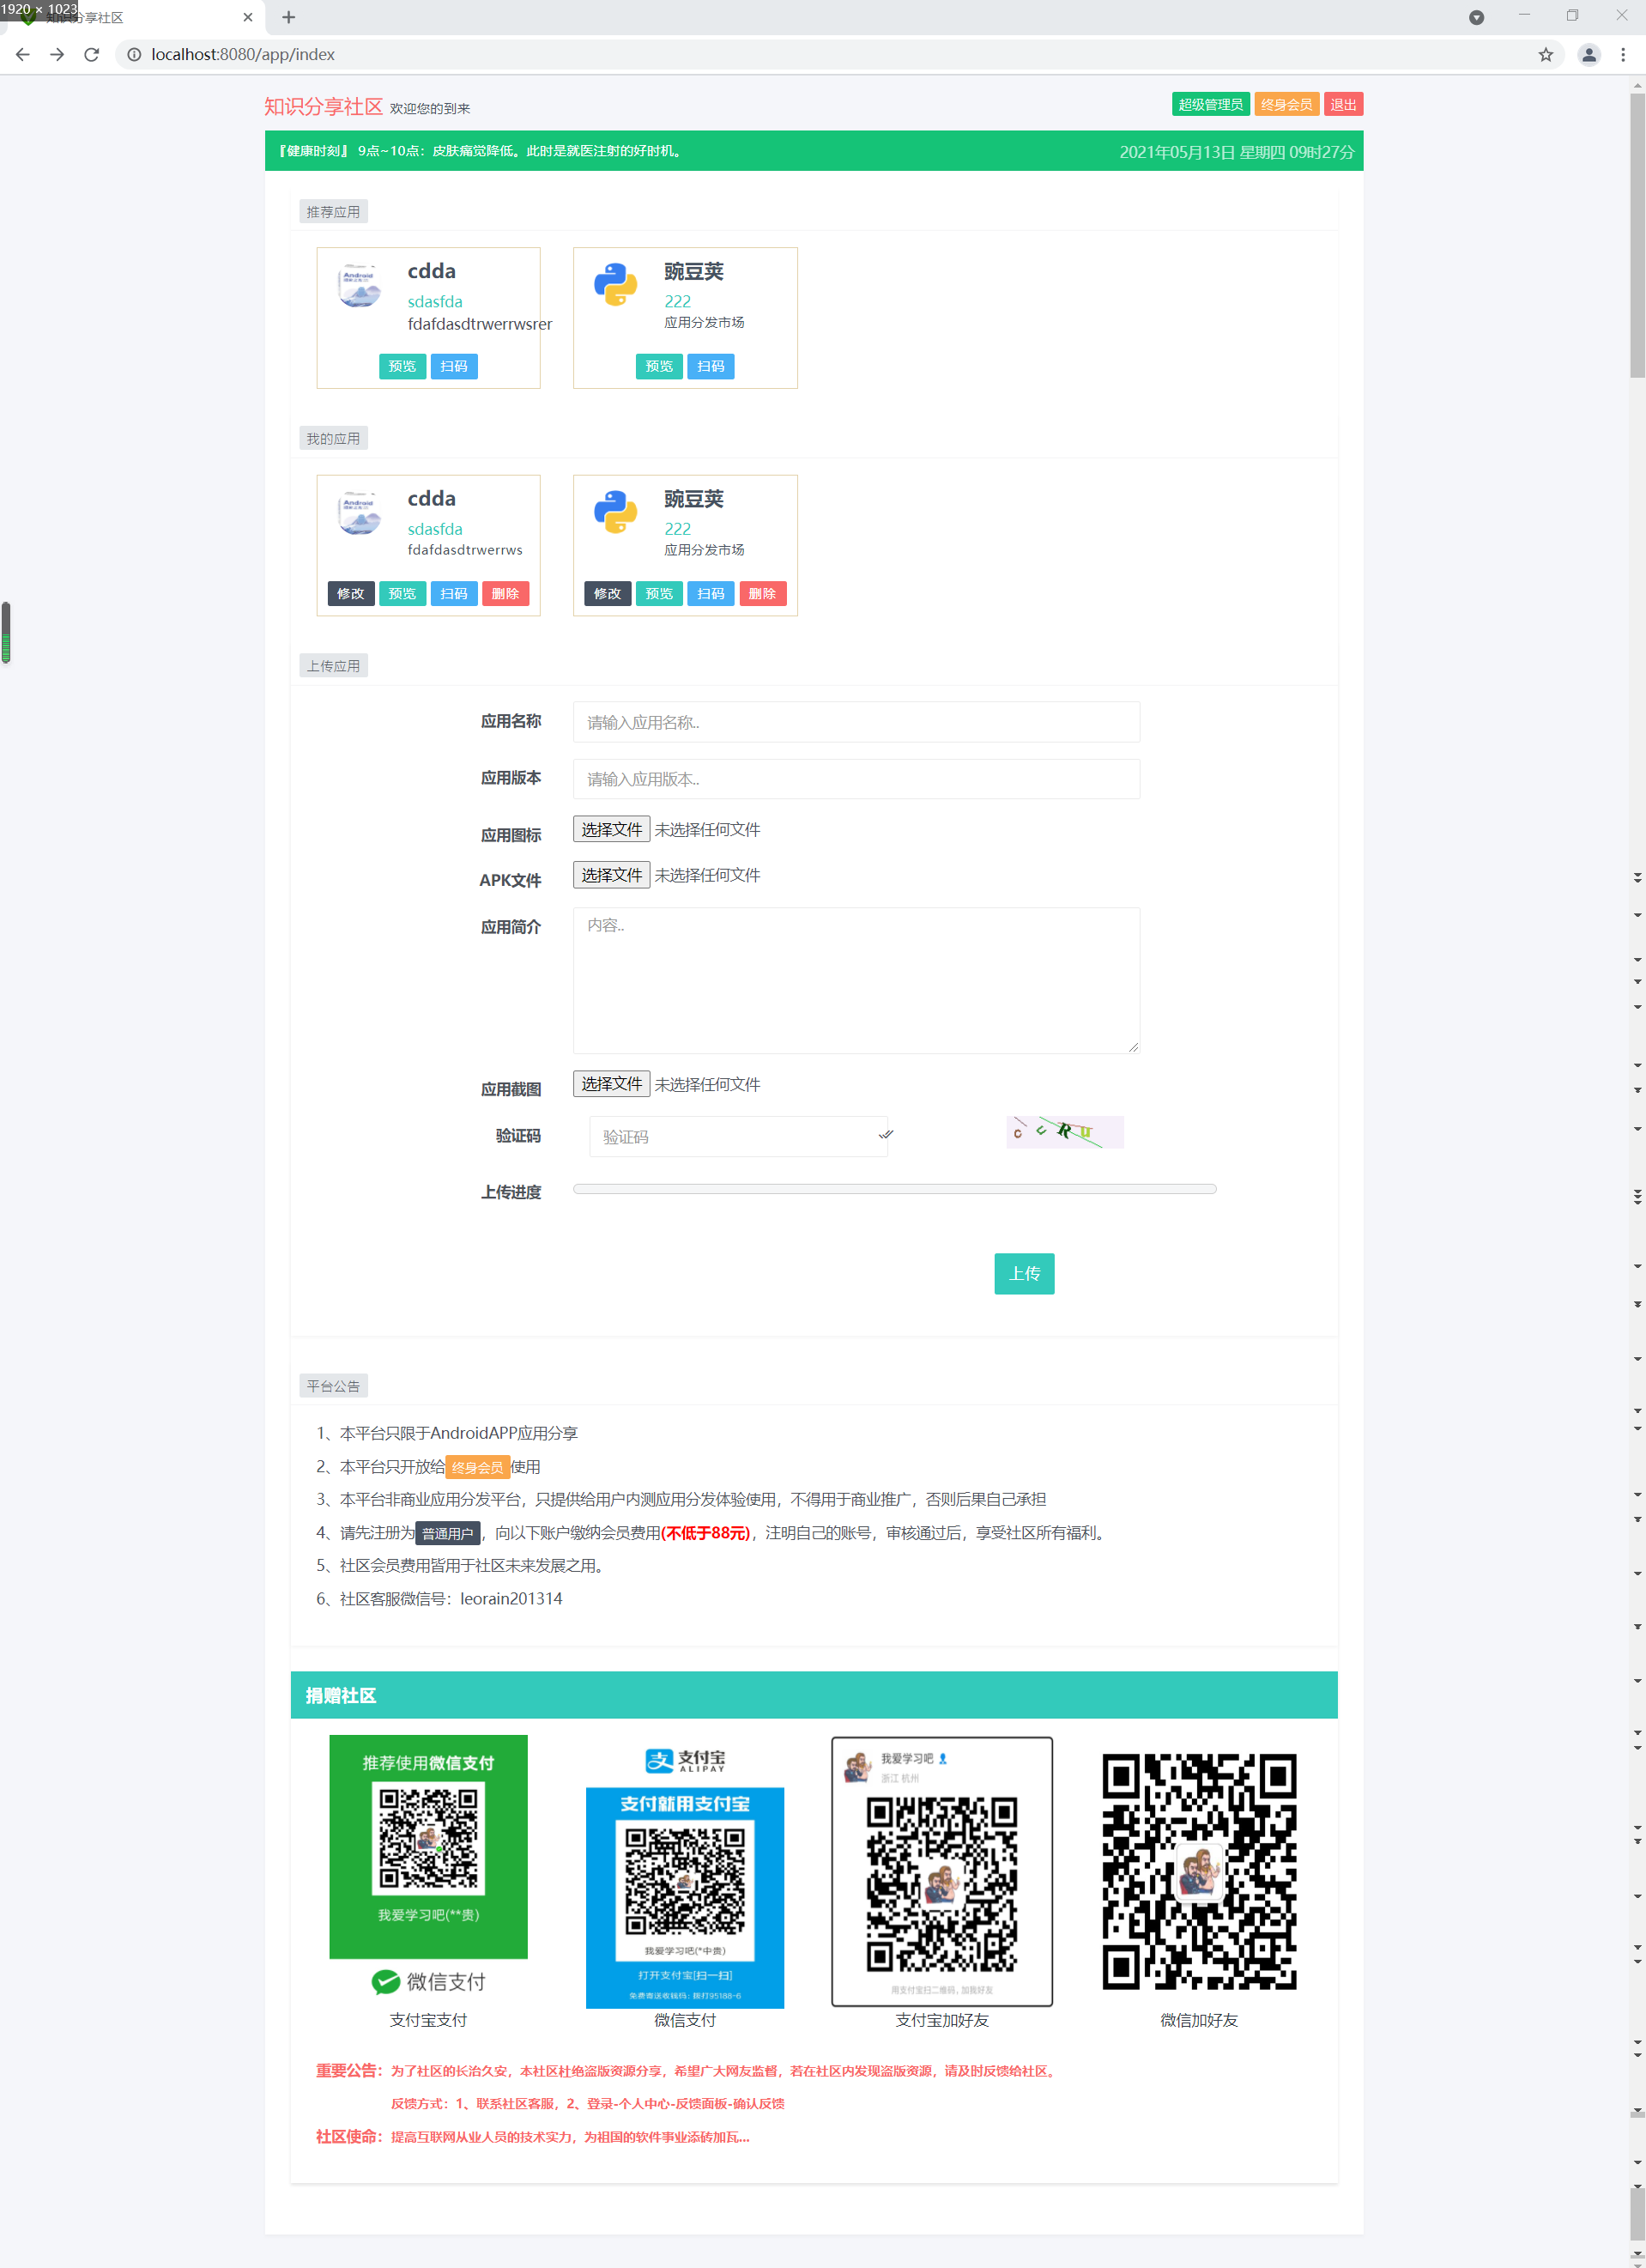 1920 × 1023
知识分享社区
localhost:8080/app/index
知识分享社区 欢迎您的到来
超级管理员 终身会员 退出
『健康时刻』 9点~10点：皮肤痛觉降低。此时是就医注射的好时机。
2021年05月13日 星期四 09时27分
推荐应用
cdda
sdasfda
fdafdasdtrwerrwsrer
预览 扫码
豌豆荚
222
应用分发市场
预览 扫码
我的应用
cdda
sdasfda
fdafdasdtrwerrws
修改 预览 扫码 删除
豌豆荚
222
应用分发市场
修改 预览 扫码 删除
上传应用
应用名称 请输入应用名称..
应用版本 请输入应用版本..
应用图标 选择文件 未选择任何文件
APK文件 选择文件 未选择任何文件
应用简介 内容..
应用截图 选择文件 未选择任何文件
验证码 验证码 c c R u
上传进度
上传
平台公告
1、本平台只限于AndroidAPP应用分享
2、本平台只开放给终身会员使用
3、本平台非商业应用分发平台，只提供给用户内测应用分发体验使用，不得用于商业推广，否则后果自己承担
4、请先注册为普通用户，向以下账户缴纳会员费用(不低于88元)，注明自己的账号，审核通过后，享受社区所有福利。
5、社区会员费用皆用于社区未来发展之用。
6、社区客服微信号：leorain201314
捐赠社区
推荐使用微信支付
我爱学习吧(**贵)
微信支付
支付宝支付
支付宝
ALIPAY
支付就用支付宝
我爱学习吧(*中贵)
打开支付宝[扫一扫]
免费寄送收钱码：拨打95188-6
微信支付
我爱学习吧
浙江 杭州
用支付宝扫二维码，加我好友
支付宝加好友
微信加好友
重要公告：为了社区的长治久安，本社区杜绝盗版资源分享，希望广大网友监督，若在社区内发现盗版资源，请及时反馈给社区。
反馈方式：1、联系社区客服，2、登录-个人中心-反馈面板-确认反馈
社区使命：提高互联网从业人员的技术实力，为祖国的软件事业添砖加瓦...